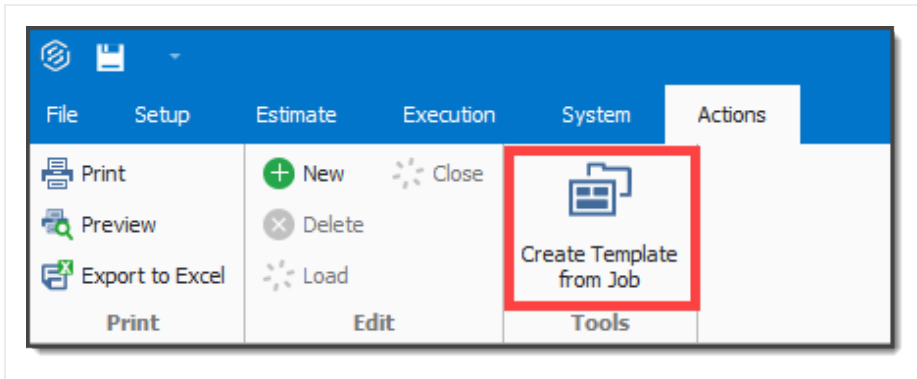 File Setup Estimate Execution System Actions
Print New Close
Preview Delete
Export to Excel Load
Create Template
from Job
Print Edit Tools